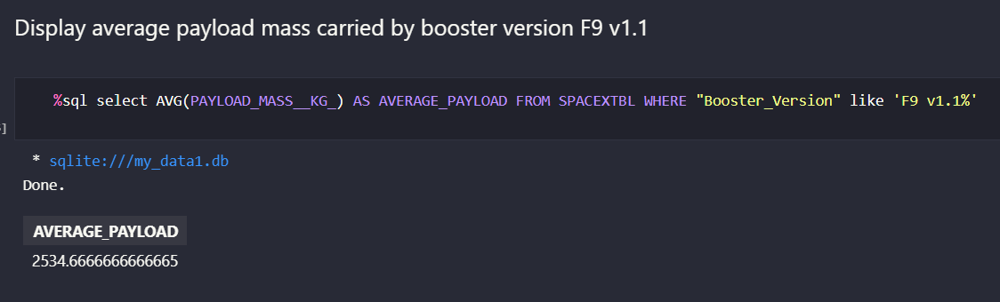 Display average payload mass carried by booster version F9 v1.1
%sql select AVG(PAYLOAD_MASS__KG_) AS AVERAGE_PAYLOAD FROM SPACEXTBL WHERE "Booster_Version" like 'F9 v1.1%'
]
* sqlite:///my_data1.db
Done.
AVERAGE_PAYLOAD
2534.6666666666665